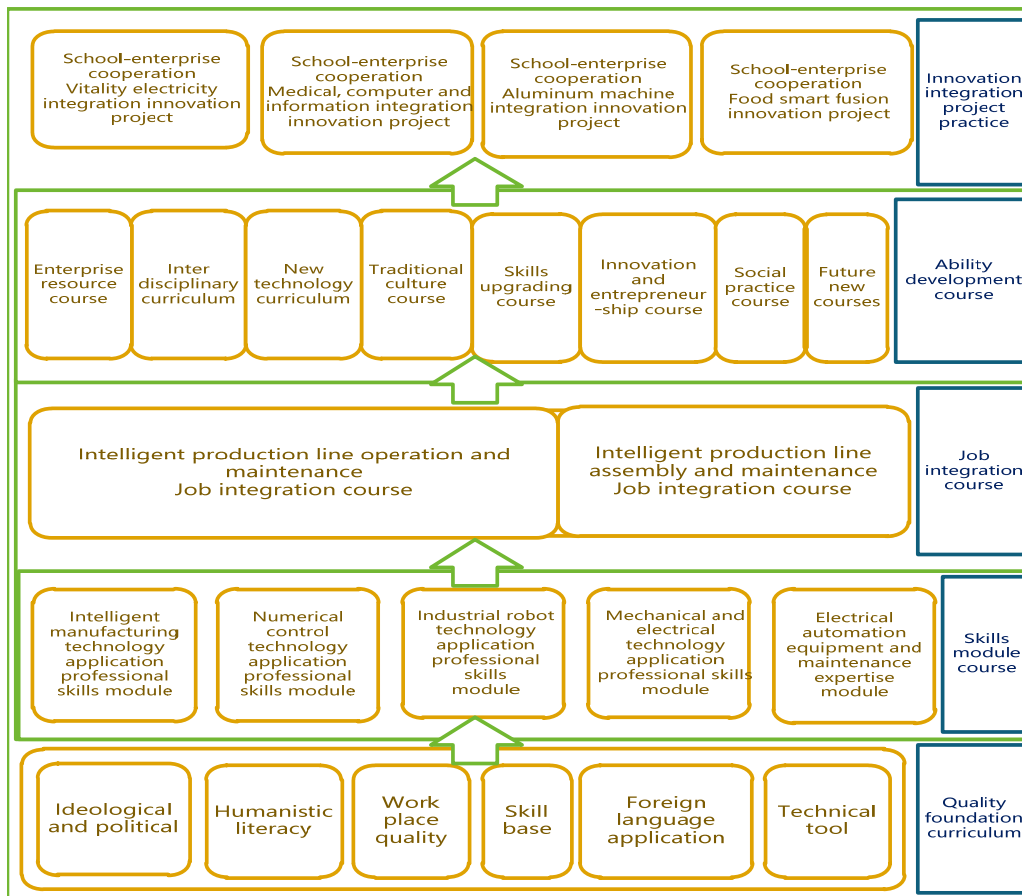 School-enterprise
cooperation
Vitality electricity
integration innovation
project
School-enterprise
cooperation
Medical, computer and
information integration
innovation project
School-enterprise
cooperation
Aluminum machine
integration innovation
project
School-enterprise
cooperation
Food smart fusion
innovation project
Innovation
integration
project
practice
Enterprise
resource
course
Inter
disciplinary
curriculum
New
technology
curriculum
Traditional
culture
course
Skills
upgrading
course
Innovation
and
entrepreneur
-ship course
Social
practice
course
Future
new
courses
Ability
development
course
Intelligent production line operation and
maintenance
Job integration course
Intelligent production line
assembly and maintenance
Job integration course
Job
integration
course
Intelligent
manufacturing
technology
application
professional
skills module
Numerical
control
technology
application
professional
skills module
Industrial robot
technology
application
professional
skills
module
Mechanical and
electrical
technology
application
professional skills
module
Electrical
automation
equipment and
maintenance
expertise
module
Skills
module
course
Ideological
and political
Humanistic
literacy
Work
place
quality
Skill
base
Foreign
language
application
Technical
tool
Quality
foundation
curriculum